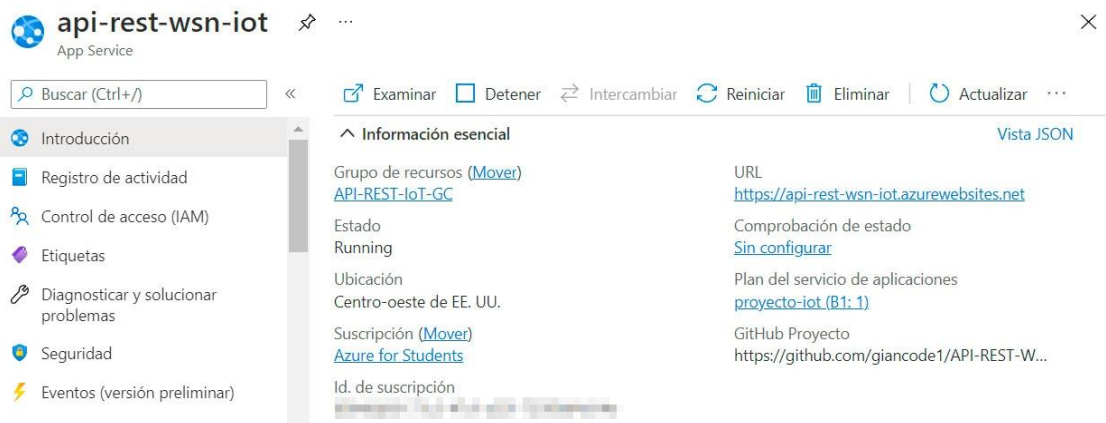 api-rest-wsn-iot
App Service
Buscar (Ctrl+/)
Introducción
Registro de actividad
Control de acceso (IAM)
Etiquetas
Diagnosticar y solucionar
problemas
Seguridad
Eventos (versión preliminar)
Examinar Detener Intercambiar Reiniciar Eliminar Actualizar
Información esencial Vista JSON
Grupo de recursos (Mover)
API-REST-IoT-GC
Estado
Running
Ubicación
Centro-oeste de EE. UU.
Suscripción (Mover)
Azure for Students
Id. de suscripción
URL
https://api-rest-wsn-iot.azurewebsites.net
Comprobación de estado
Sin configurar
Plan del servicio de aplicaciones
proyecto-iot (B1: 1)
GitHub Proyecto
https://github.com/giancode1/API-REST-W...